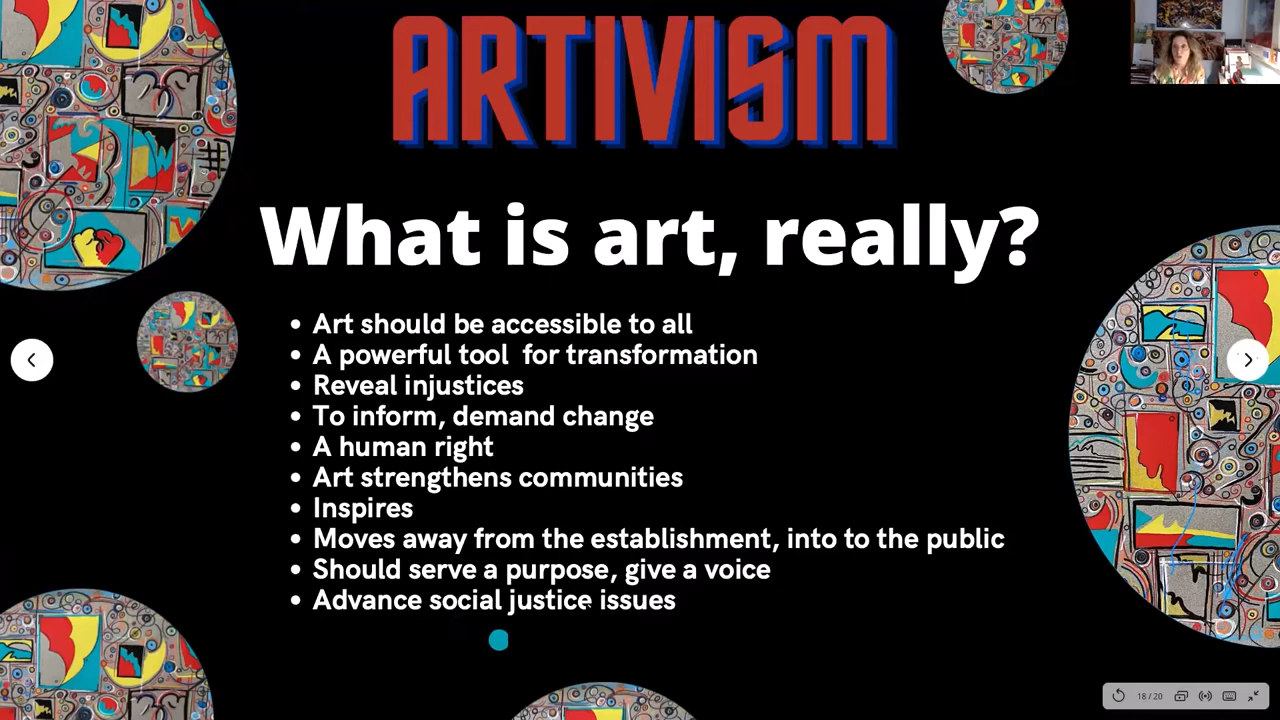 ARTIVISM
What is art, really?
• Art should be accessible to all
• A powerful tool  for transformation
• Reveal injustices
• To inform, demand change
• A human right
• Art strengthens communities
• Inspires
• Moves away from the establishment, into to the public
• Should serve a purpose, give a voice
• Advance social justice issues
18 / 20